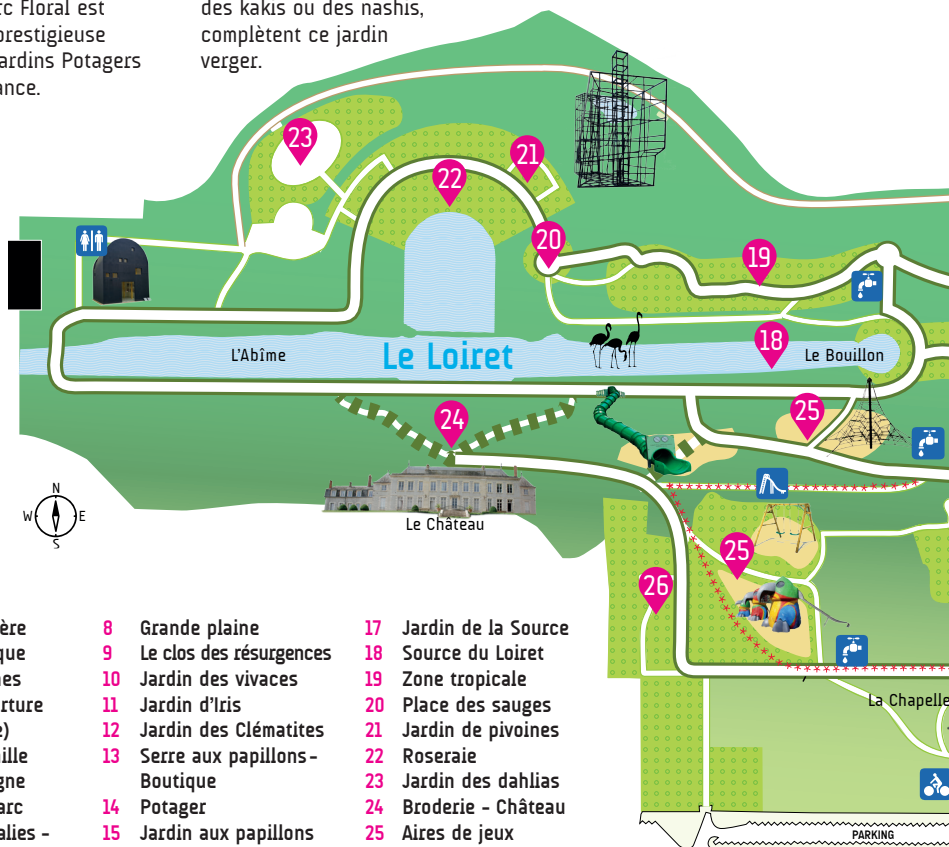 rc Floral est
prestigieuse
ardins Potagers
ance.
des kakis ou des nashis,
complètent ce jardin
verger.
23
21
22
20
19
18
L'Abîme
Le Loiret
Le Bouillon
25
24
N
W E
S
Le Château
25
26
La Chapelle
PARKING
ère
que
nes
rture
e)
ille
gne
arc
alies -
8 Grande plaine
9 Le clos des résurgences
10 Jardin des vivaces
11 Jardin d'Iris
12 Jardin des Clématites
13 Serre aux papillons -
Boutique
14 Potager
15 Jardin aux papillons
17 Jardin de la Source
18 Source du Loiret
19 Zone tropicale
20 Place des sauges
21 Jardin de pivoines
22 Roseraie
23 Jardin des dahlias
24 Broderie - Château
25 Aires de jeux